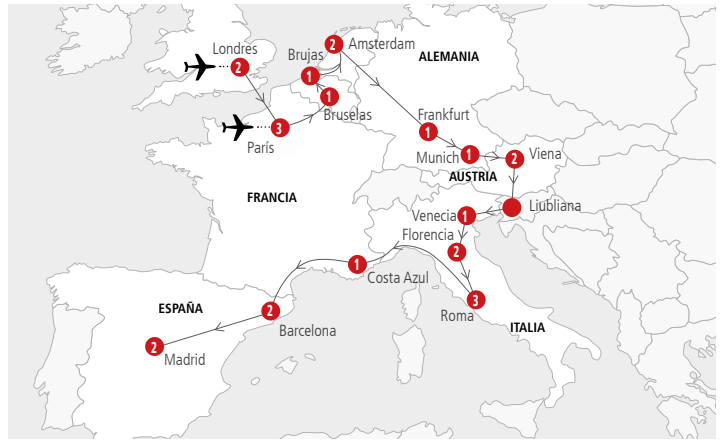 Londres
2
Brujas
1
2
Amsterdam
ALEMANIA
1
Bruselas
3
París
Frankfurt
1
Munich
1
2
Viena
AUSTRIA
FRANCIA
Venecia
1
Liubliana
Florencia
2
1
Costa Azul
3
Roma
ITALIA
ESPAÑA
2
Barcelona
2
Madrid